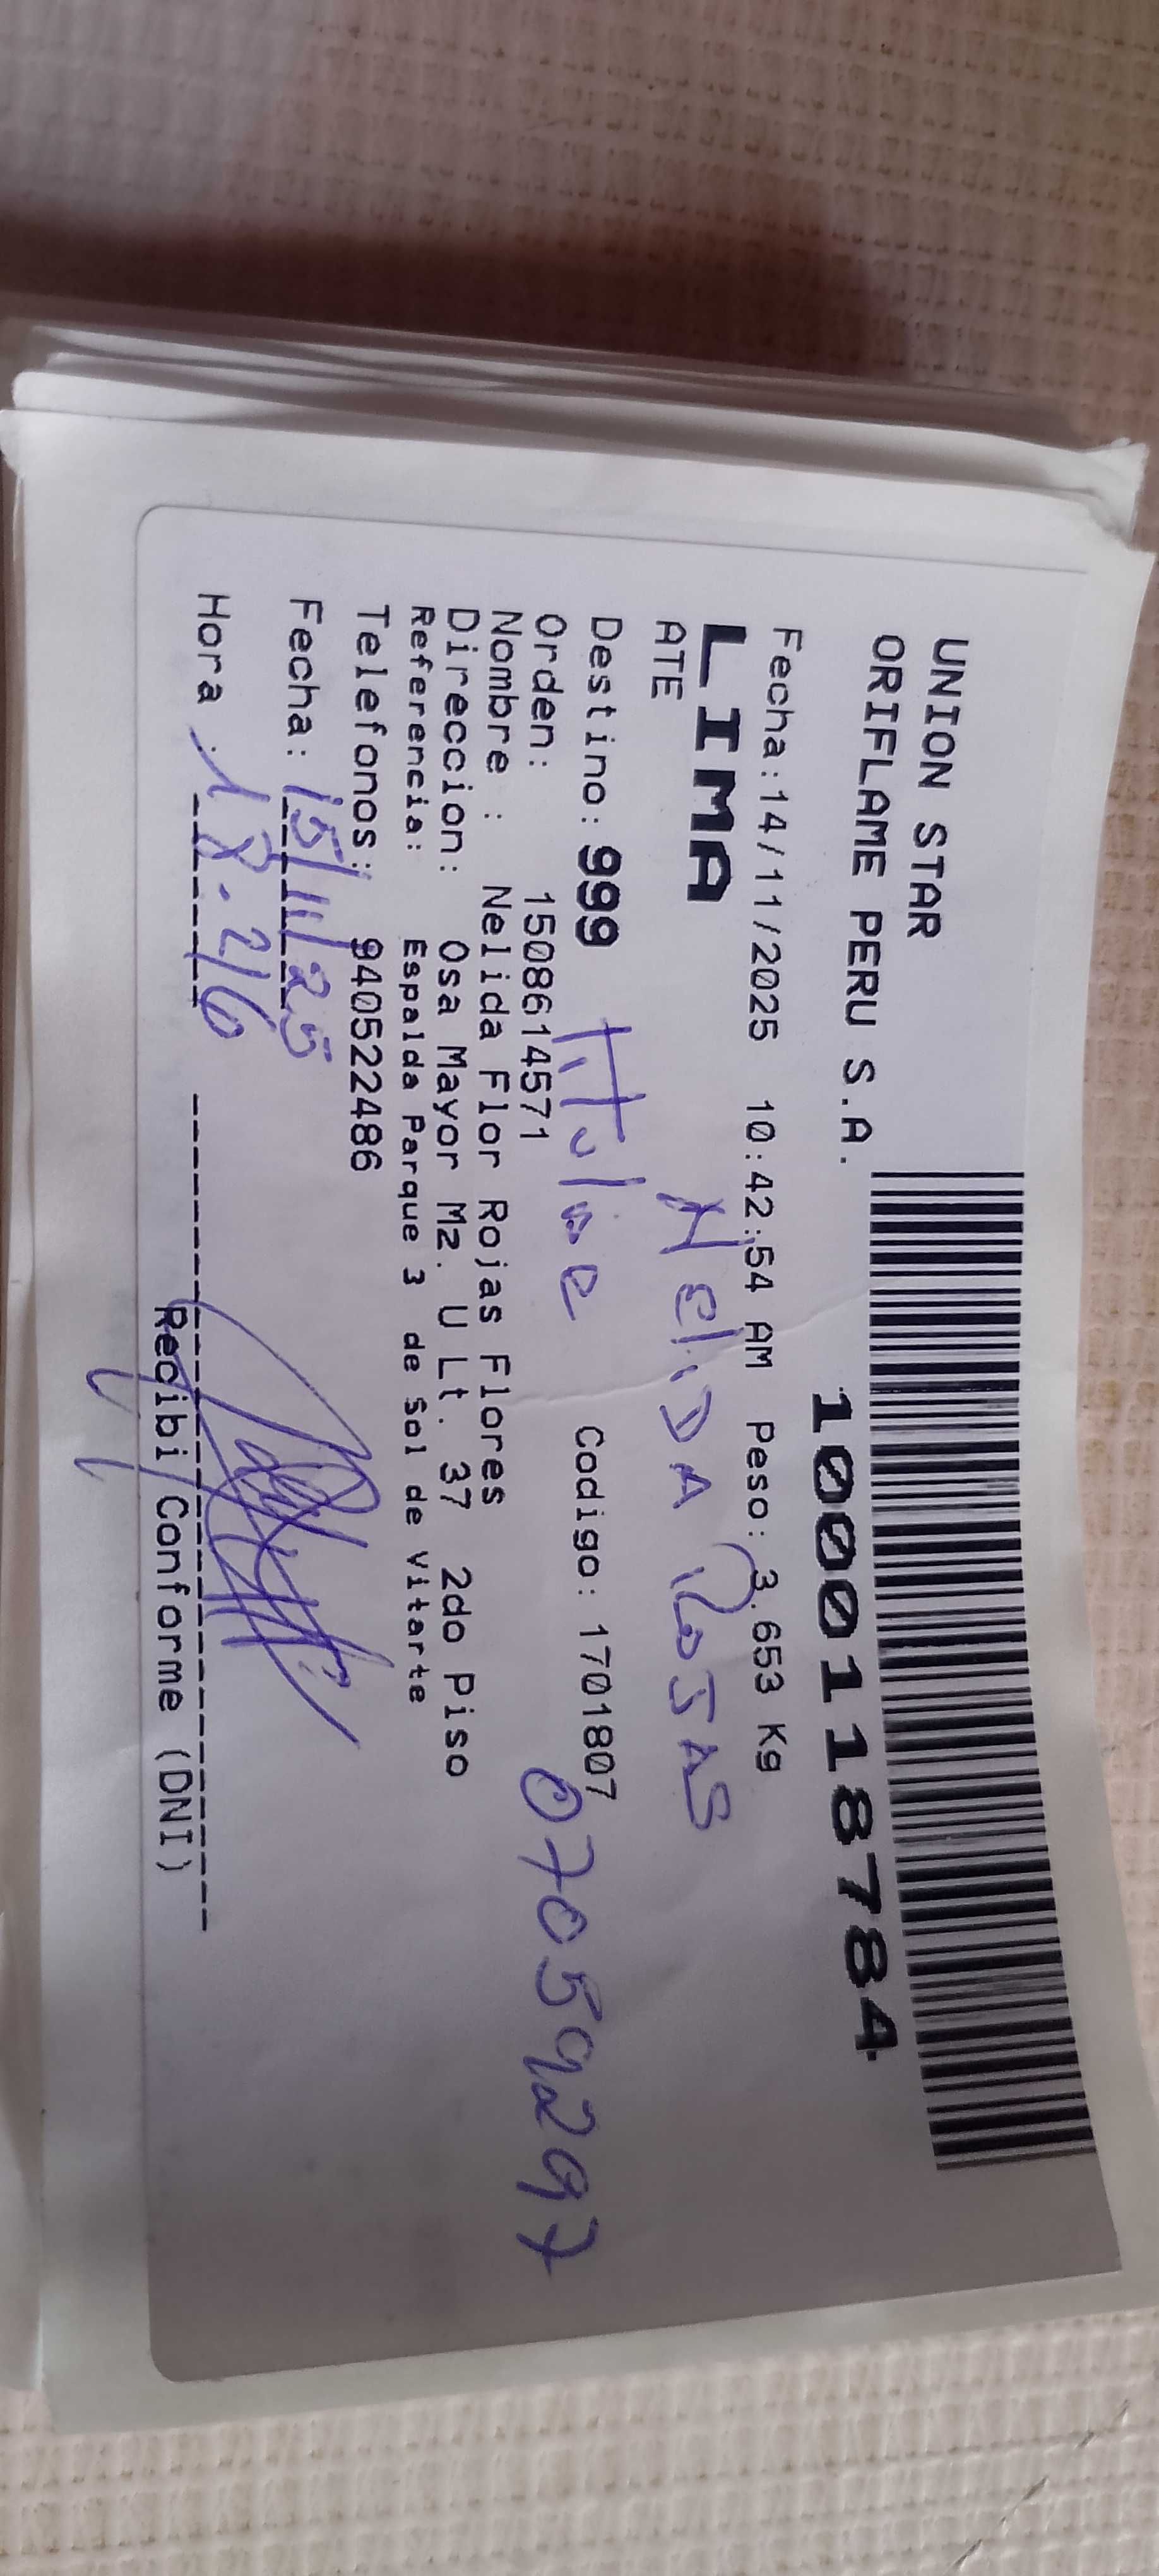 UNION STAR
ORIFLAME PERU S.A.
1000118784
Fecha:14/11/2025 10:42:54 AM Peso: 3.653 Kg
LIMA
ATE
NeliDA RoJAS
Destino: 999 Codigo: 1701807
titular
07059297
Orden: 1508614571
Nombre : Nelida Flor Rojas Flores
Direccion: Osa Mayor Mz. U Lt. 37 2do Piso
Referencia: Espalda Parque 3 de Sol de vitarte
Telefonos: 940522486
Fecha: 15/11/25
Hora 18.26
Recibi Conforme (DNI)